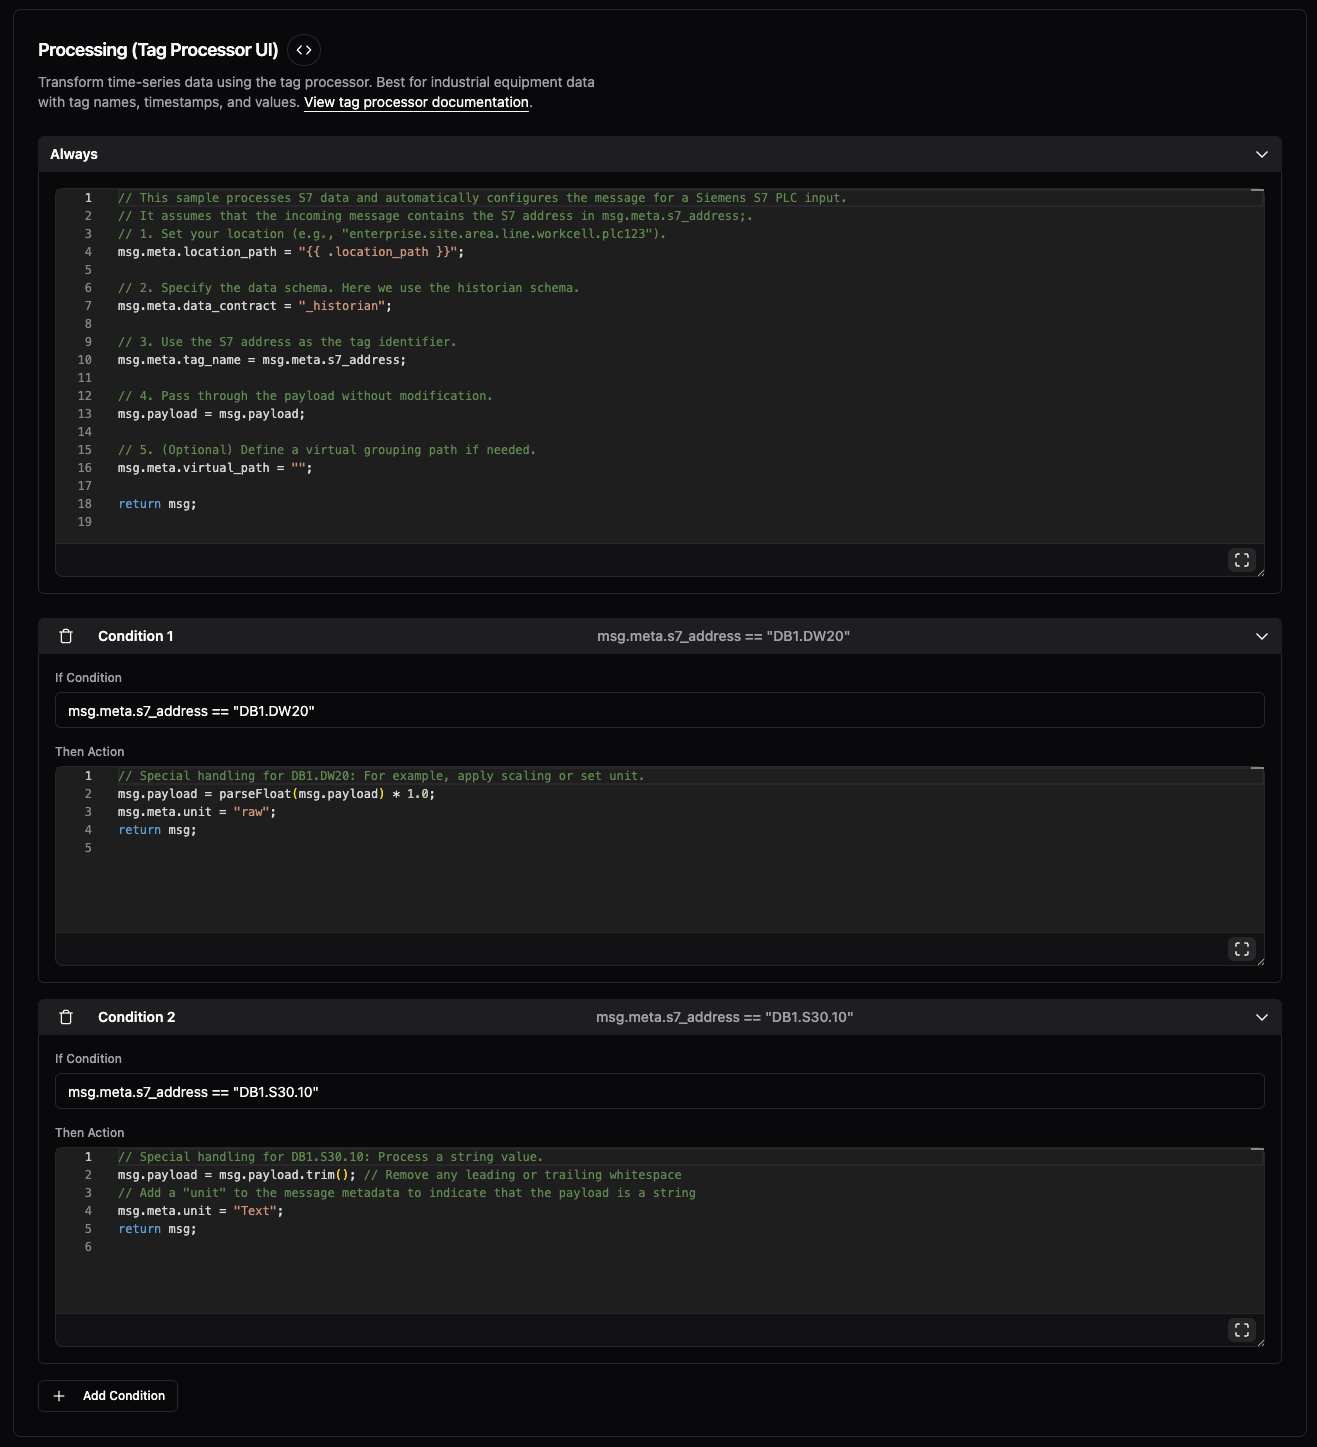 Processing (Tag Processor UI)
Transform time-series data using the tag processor. Best for industrial equipment data
with tag names, timestamps, and values. View tag processor documentation.
Always
1 // This sample processes S7 data and automatically configures the message for a Siemens S7 PLC input.
2 // It assumes that the incoming message contains the S7 address in msg.meta.s7_address;.
3 // 1. Set your location (e.g., "enterprise.site.area.line.workcell.plc123").
4 msg.meta.location_path = "{{ .location_path }}";
5
6 // 2. Specify the data schema. Here we use the historian schema.
7 msg.meta.data_contract = "_historian";
8
9 // 3. Use the S7 address as the tag identifier.
10 msg.meta.tag_name = msg.meta.s7_address;
11
12 // 4. Pass through the payload without modification.
13 msg.payload = msg.payload;
14
15 // 5. (Optional) Define a virtual grouping path if needed.
16 msg.meta.virtual_path = "";
17
18 return msg;
19
Condition 1 msg.meta.s7_address == "DB1.DW20"
If Condition
msg.meta.s7_address == "DB1.DW20"
Then Action
1 // Special handling for DB1.DW20: For example, apply scaling or set unit.
2 msg.payload = parseFloat(msg.payload) * 1.0;
3 msg.meta.unit = "raw";
4 return msg;
5
Condition 2 msg.meta.s7_address == "DB1.S30.10"
If Condition
msg.meta.s7_address == "DB1.S30.10"
Then Action
1 // Special handling for DB1.S30.10: Process a string value.
2 msg.payload = msg.payload.trim(); // Remove any leading or trailing whitespace
3 // Add a "unit" to the message metadata to indicate that the payload is a string
4 msg.meta.unit = "Text";
5 return msg;
6
Add Condition